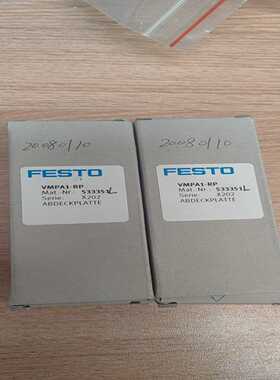 20080110
FESTO
VMPA1-RP
Mat.-Nr.: 533351
Serie: X202
ABDECKPLATTE
20080110
FESTO
VMPA1-RP
Mat.-Nr.: 533351
Serie: X202
ABDECKPLATTE